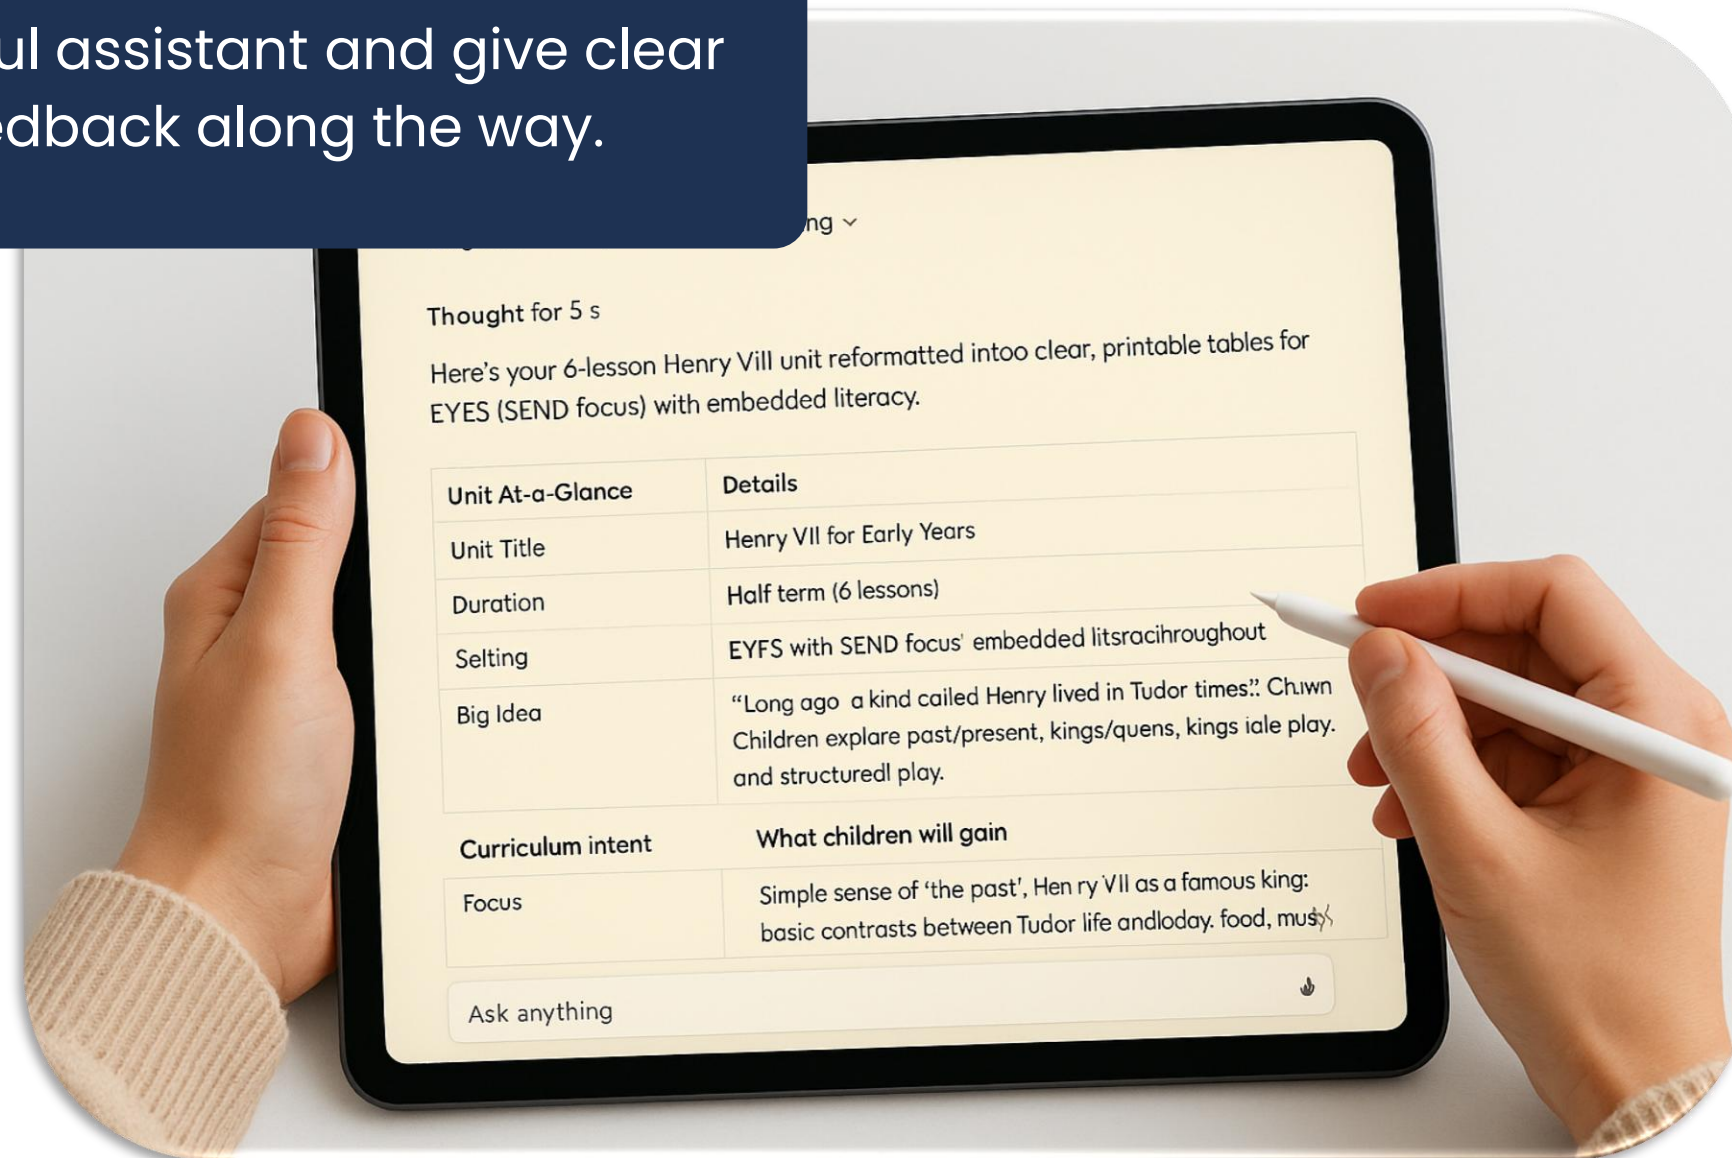 ul assistant and give clear
edback along the way.
ng
Thought for 5 s
Here's your 6-lesson Henry Vill unit reformatted intoo clear, printable tables for
EYES (SEND focus) with embedded literacy.
Unit At-a-Glance Details
Unit Title Henry VII for Early Years
Duration Half term (6 lessons)
Selting EYFS with SEND focus' embedded litsracihroughout
Big Idea "Long ago a kind cailed Henry lived in Tudor times". Ch.wn
Children explare past/present, kings/quens, kings iale play.
and structuredl play.
Curriculum intent What children will gain
Focus Simple sense of 'the past', Hen ry VII as a famous king:
basic contrasts between Tudor life andloday. food, mus
Ask anything